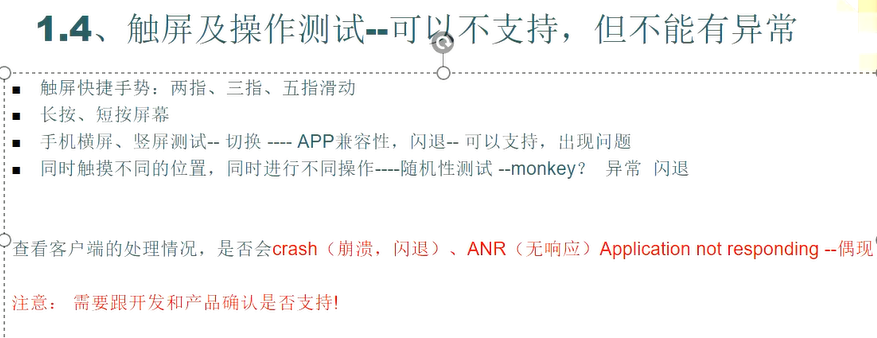 1.4、触屏及操作测试--可以不支持，但不能有异常
触屏快捷手势：两指、三指、五指滑动
长按、短按屏幕
手机横屏、竖屏测试-- 切换 ---- APP兼容性，闪退-- 可以支持，出现问题
同时触摸不同的位置，同时进行不同操作----随机性测试 --monkey？ 异常 闪退
查看客户端的处理情况，是否会crash（崩溃，闪退）、ANR（无响应）Application not responding --偶现
注意： 需要跟开发和产品确认是否支持!